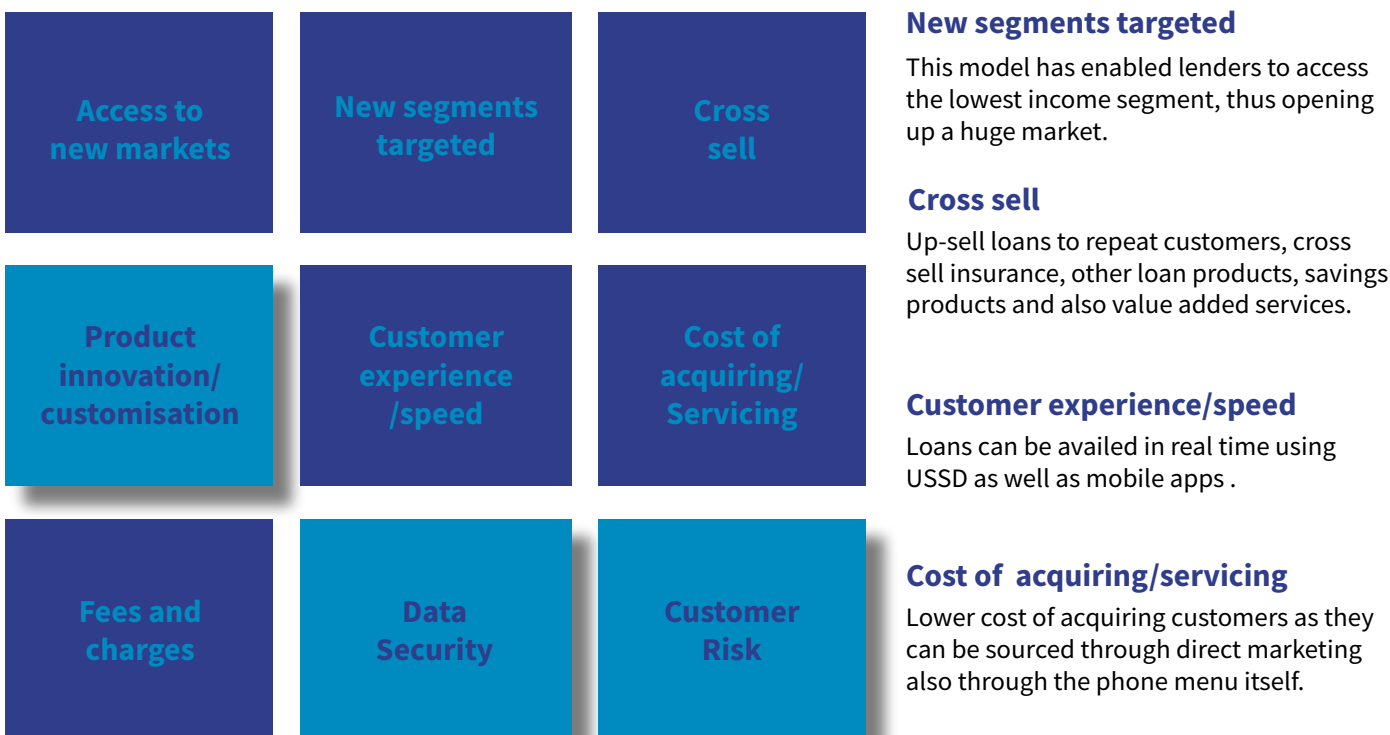 Access to
new markets
New segments
targeted
Cross
sell
Product
innovation/
customisation
Customer
experience
/speed
Cost of
acquiring/
Servicing
Fees and
charges
Data
Security
Customer
Risk
New segments targeted
This model has enabled lenders to access
the lowest income segment, thus opening
up a huge market.
Cross sell
Up-sell loans to repeat customers, cross
sell insurance, other loan products, savings
products and also value added services.
Customer experience/speed
Loans can be availed in real time using
USSD as well as mobile apps .
Cost of  acquiring/servicing
Lower cost of acquiring customers as they
can be sourced through direct marketing
also through the phone menu itself.